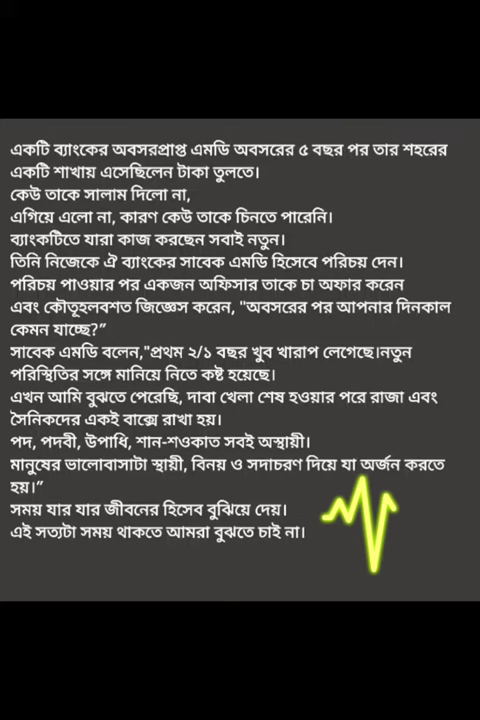 একটি ব্যাংকের অবসরপ্রাপ্ত এমডি অবসরের ৫ বছর পর তার শহরের
একটি শাখায় এসেছিলেন টাকা তুলতে।
কেউ তাকে সালাম দিলো না,
এগিয়ে এলো না, কারণ কেউ তাকে চিনতে পারেনি।
ব্যাংকটিতে যারা কাজ করছেন সবাই নতুন।
তিনি নিজেকে ঐ ব্যাংকের সাবেক এমডি হিসেবে পরিচয় দেন।
পরিচয় পাওয়ার পর একজন অফিসার তাকে চা অফার করেন
এবং কৌতূহলবশত জিজ্ঞেস করেন, "অবসরের পর আপনার দিনকাল
কেমন যাচ্ছে?”
সাবেক এমডি বলেন,"প্রথম ২/১ বছর খুব খারাপ লেগেছে।নতুন
পরিস্থিতির সঙ্গে মানিয়ে নিতে কষ্ট হয়েছে।
এখন আমি বুঝতে পেরেছি, দাবা খেলা শেষ হওয়ার পরে রাজা এবং
সৈনিকদের একই বাক্সে রাখা হয়।
পদ, পদবী, উপাধি, শান-শওকাত সবই অস্থায়ী।
মানুষের ভালোবাসাটা স্থায়ী, বিনয় ও সদাচরণ দিয়ে যা অর্জন করতে
হয়।”
সময় যার যার জীবনের হিসেব বুঝিয়ে দেয়।
এই সত্যটা সময় থাকতে আমরা বুঝতে চাই না।